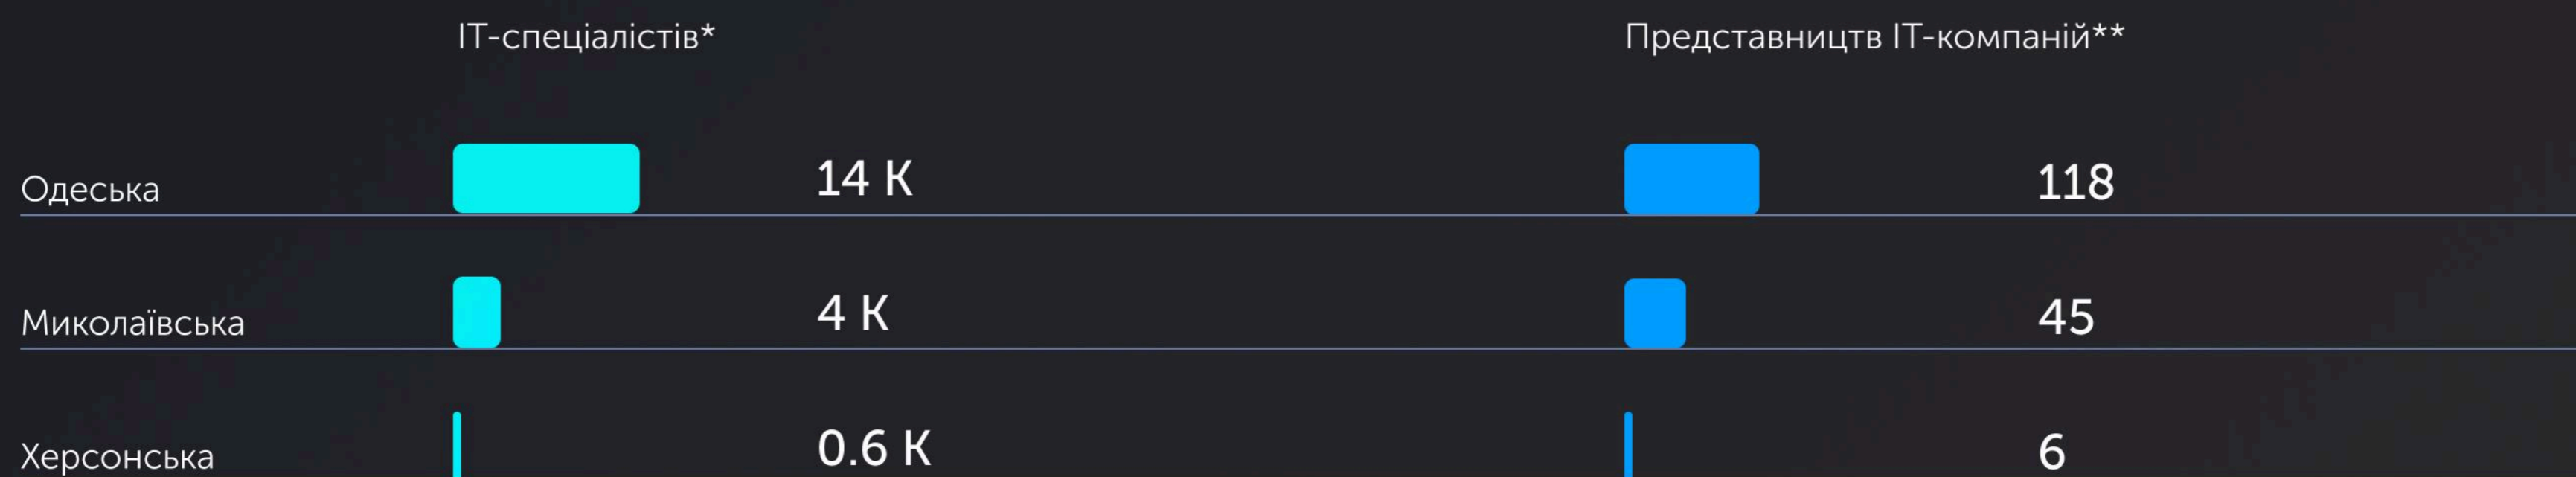 ІТ-спеціалістів*
Представництв ІТ-компаній**
Одеська 14 K 118
Миколаївська 4 K 45
Херсонська 0.6 K 6